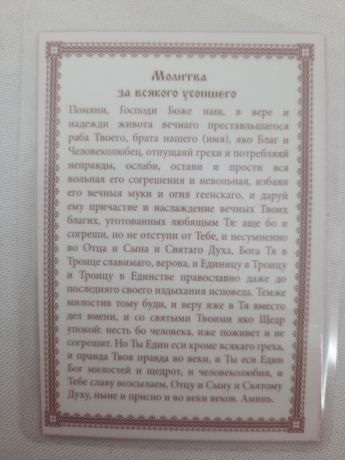 Молитва
за всякого усопшего
Помяни, Господи Боже наш, в вере и
надежди живота вечнаго преставльшагося
раба Твоего, брата нашего (имя), яко Благ и
Человеколюбец, отпущаяй грехи и потребляяй
неправды, ослаби, остави и прости вся
вольная его согрешения и невольная, избави
его вечныя муки и огня геенскаго, и даруй
ему причастие и наслаждение вечных Твоих
благих, уготованных любящым Тя: аще бо и
согреши, но не отступи от Тебе, и несумненно
во Отца и Сына и Святаго Духа, Бога Тя в
Троице славимаго, верова, и Единицу в Троицу
и Троицу в Единстве православно даже до
последняго своего издыхания исповеда. Темже
милостив тому буди, и веру яже в Тя вместо
дел вмени, и со святыми Твоими яко Щедр
упокой: несть бо человека, иже поживет и не
согрешит. Но Ты Един еси кроме всякаго греха,
и правда Твоя правда во веки, и Ты еси Един
Бог милостей и щедрот, и человеколюбия, и
Тебе славу возсылаем, Отцу и Сыну и Святому
Духу, ныне и присно и во веки веков. Аминь.